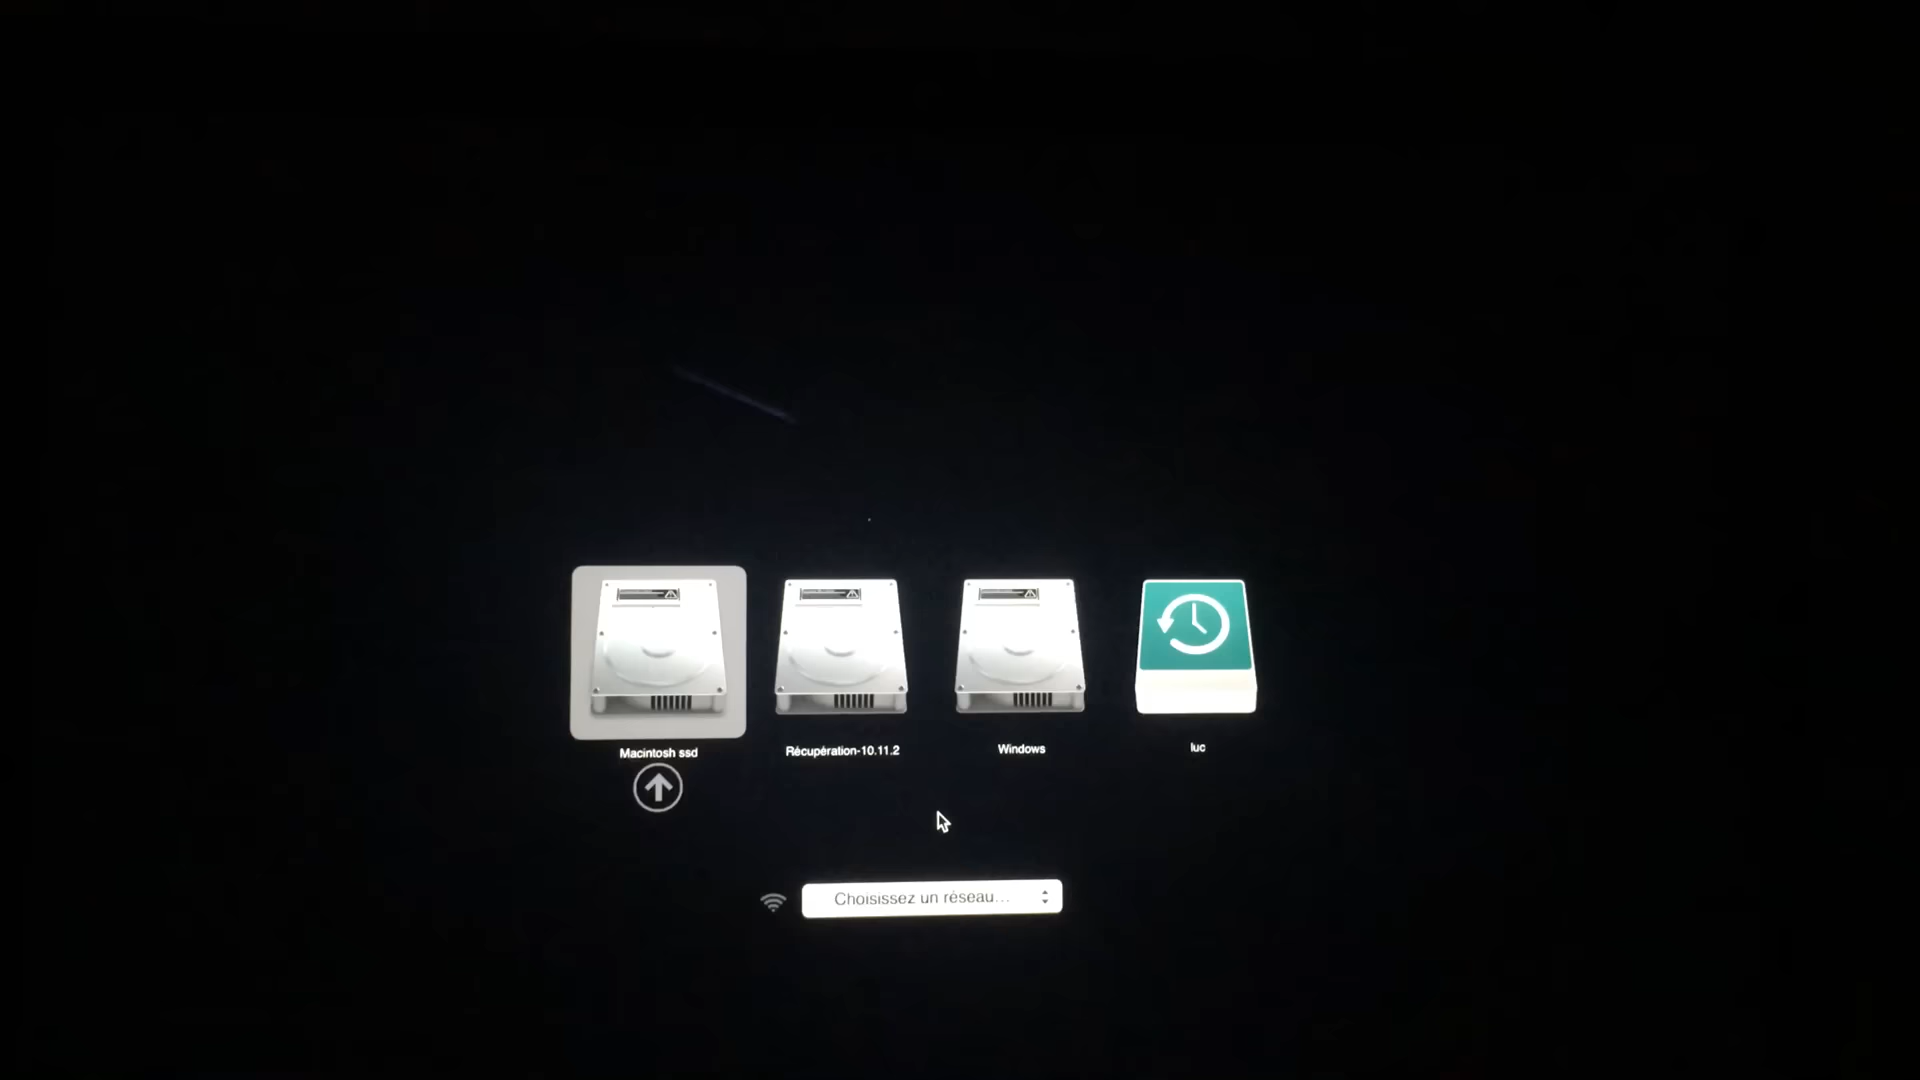 Macintosh ssd
Récupération-10.11.2
Windows
luc
Choisissez un réseau...